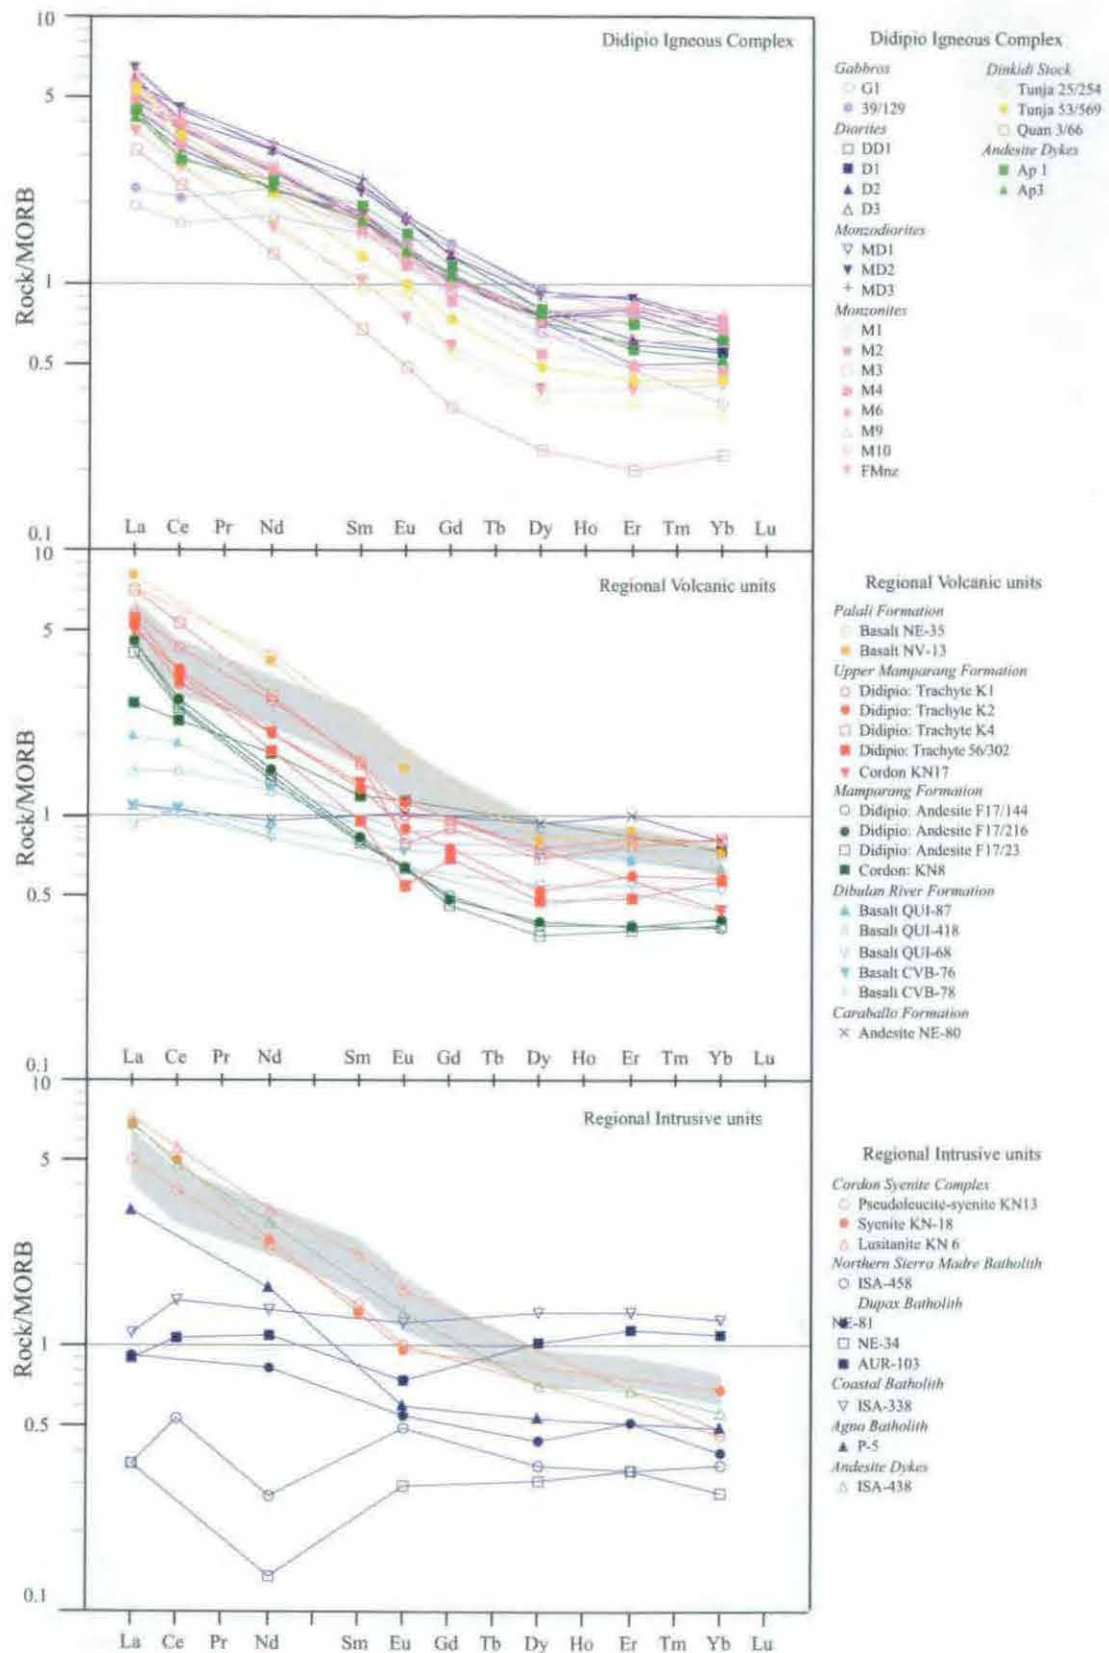 10
5
1
0.5
0.1
Rock/MORB
Didipio Igneous Complex
La Ce Pr Nd Sm Eu Gd Tb Dy Ho Er Tm Yb Lu
Didipio Igneous Complex
Gabbros
G1
39/129
Diorites
DD1
D1
D2
D3
Monzodiorites
MD1
MD2
MD3
Monzonites
M1
M2
M3
M4
M6
M9
M10
FMnz
Dinkidi Stock
Tunja 25/254
Tunja 53/569
Quan 3/66
Andesite Dykes
Ap 1
Ap3
10
5
1
0.5
0.1
Rock/MORB
Regional Volcanic units
La Ce Pr Nd Sm Eu Gd Tb Dy Ho Er Tm Yb Lu
Regional Volcanic units
Palali Formation
Basalt NE-35
Basalt NV-13
Upper Mamparang Formation
Didipio: Trachyte K1
Didipio: Trachyte K2
Didipio: Trachyte K4
Didipio: Trachyte 56/302
Cordon KN17
Mamparang Formation
Didipio: Andesite F17/144
Didipio: Andesite F17/216
Didipio: Andesite F17/23
Cordon: KN8
Dibulan River Formation
Basalt QUI-87
Basalt QUI-418
Basalt QUI-68
Basalt CVB-76
Basalt CVB-78
Caraballo Formation
Andesite NE-80
10
5
1
0.5
0.1
Rock/MORB
Regional Intrusive units
La Ce Pr Nd Sm Eu Gd Tb Dy Ho Er Tm Yb Lu
Regional Intrusive units
Cordon Syenite Complex
Pseudoleucite-syenite KN13
Syenite KN-18
Lusitanite KN 6
Northern Sierra Madre Batholith
ISA-458
Dupax Batholith
NE-81
NE-34
AUR-103
Coastal Batholith
ISA-338
Agno Batholith
P-5
Andesite Dykes
ISA-438